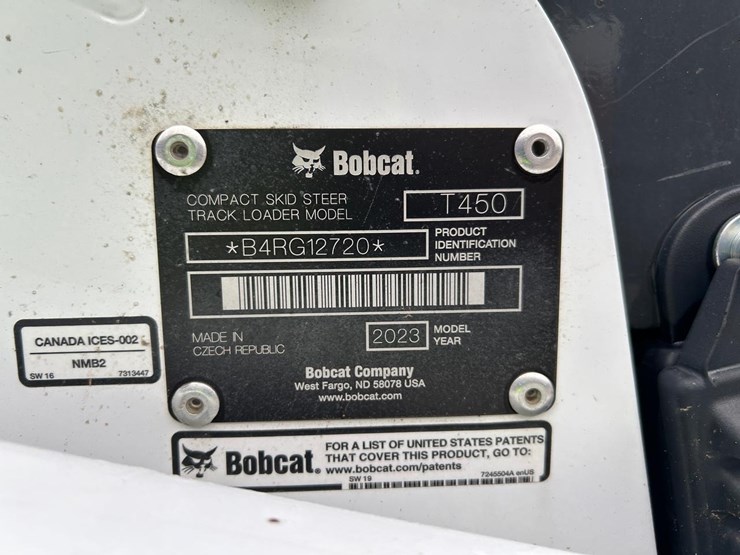 Bobcat.
COMPACT SKID STEER
TRACK LOADER MODEL
T450
*B4RG12720*
PRODUCT
IDENTIFICATION
NUMBER
MADE IN
CZECH REPUBLIC
2023
MODEL
YEAR
Bobcat Company
West Fargo, ND 58078 USA
www.bobcat.com
CANADA ICES-002
NMB2
SW 16 7313447
Bobcat.
FOR A LIST OF UNITED STATES PATENTS
THAT COVER THIS PRODUCT, GO TO:
www.bobcat.com/patents
SW 19 7245504A enUS